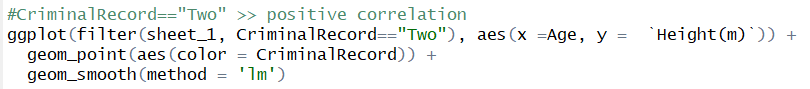 #CriminalRecord=="Two" >> positive correlation
ggplot(filter(sheet_1, CriminalRecord=="Two"), aes(x =Age, y =  `Height(m)`)) +
  geom_point(aes(color = CriminalRecord)) +
  geom_smooth(method = 'lm')